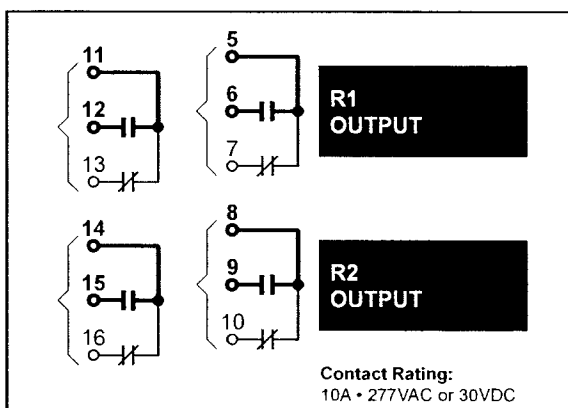 11
12
13
5
6
7
R1
OUTPUT
14
15
16
8
9
10
R2
OUTPUT
Contact Rating:
10A • 277VAC or 30VDC